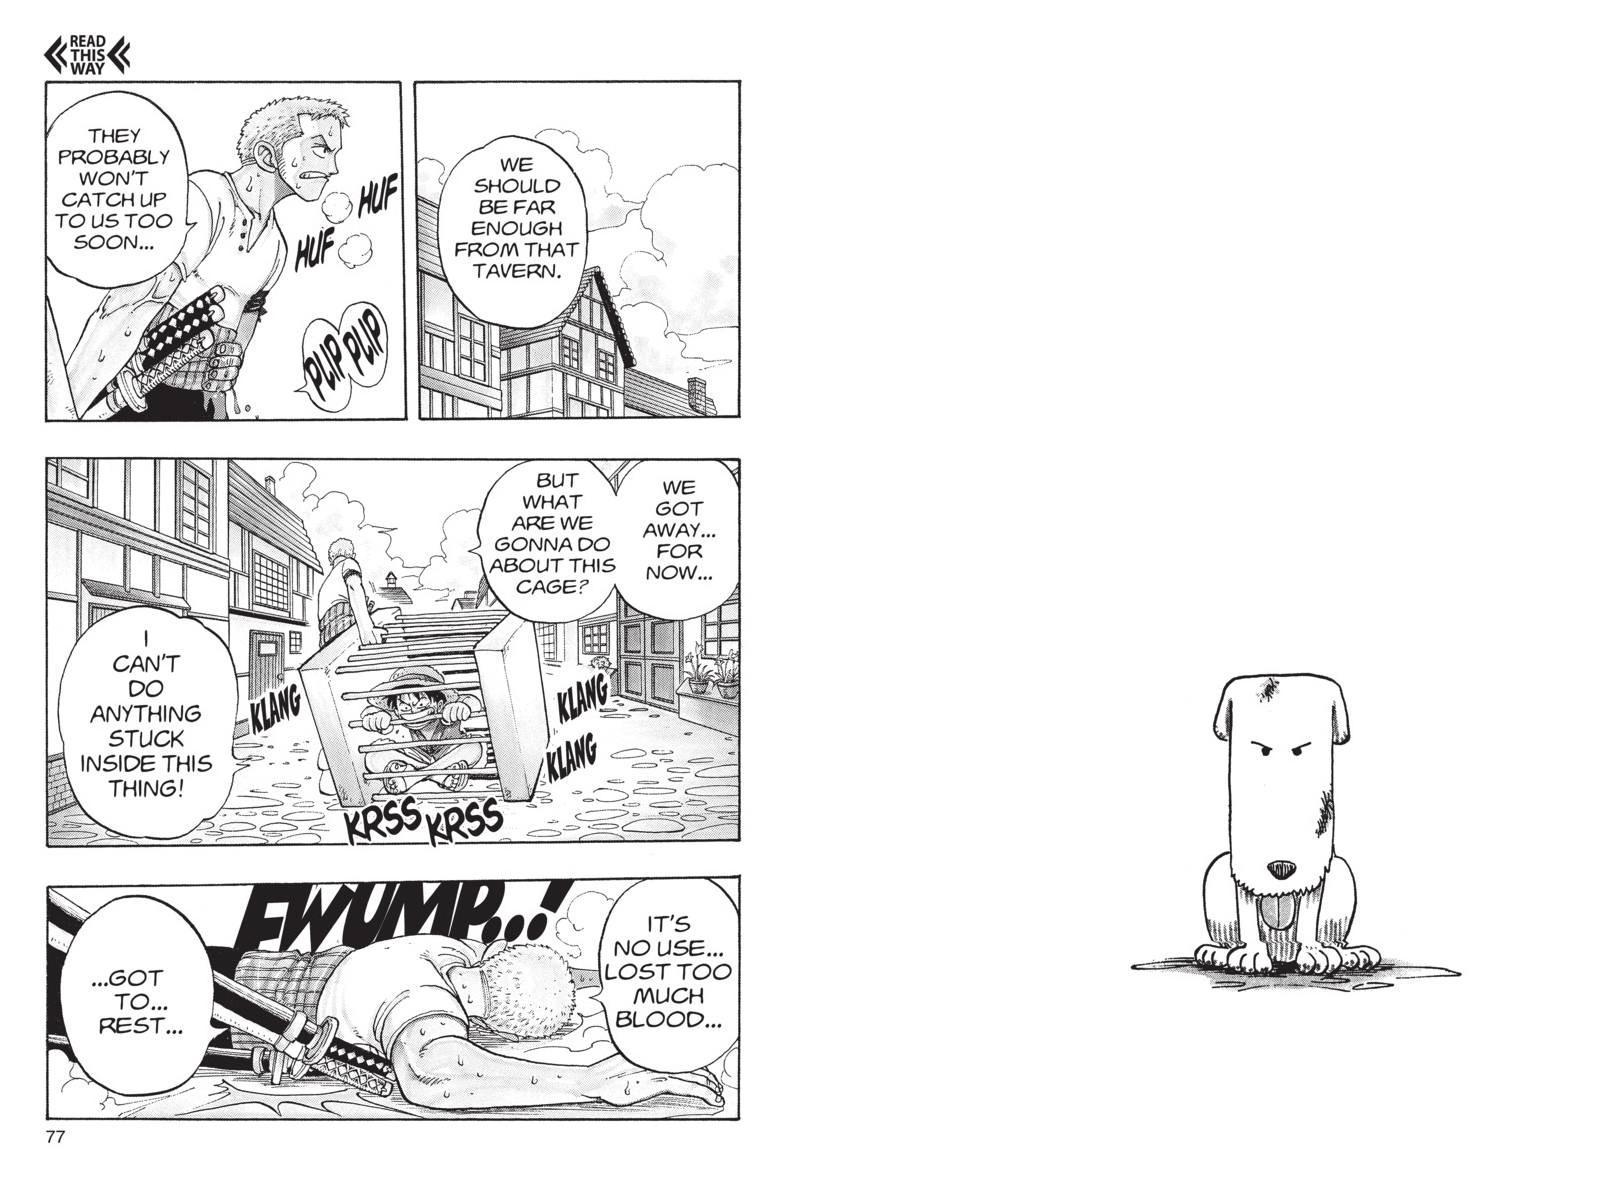 READ
THIS
WAY
WE
SHOULD
BE FAR
ENOUGH
FROM THAT
TAVERN.
THEY
PROBABLY
WON'T
CATCH UP
TO US TOO
SOON...
HUF
HUF
PLIP PLIP
WE
GOT
AWAY...
FOR
NOW...
BUT
WHAT
ARE WE
GONNA DO
ABOUT THIS
CAGE?
I
CAN'T
DO
ANYTHING
STUCK
INSIDE THIS
THING!
KLANG
KLANG
KLANG
KRSS KRSS
IT'S
NO USE...
LOST TOO
MUCH
BLOOD...
FWUMP...!
...GOT
TO...
REST...
77